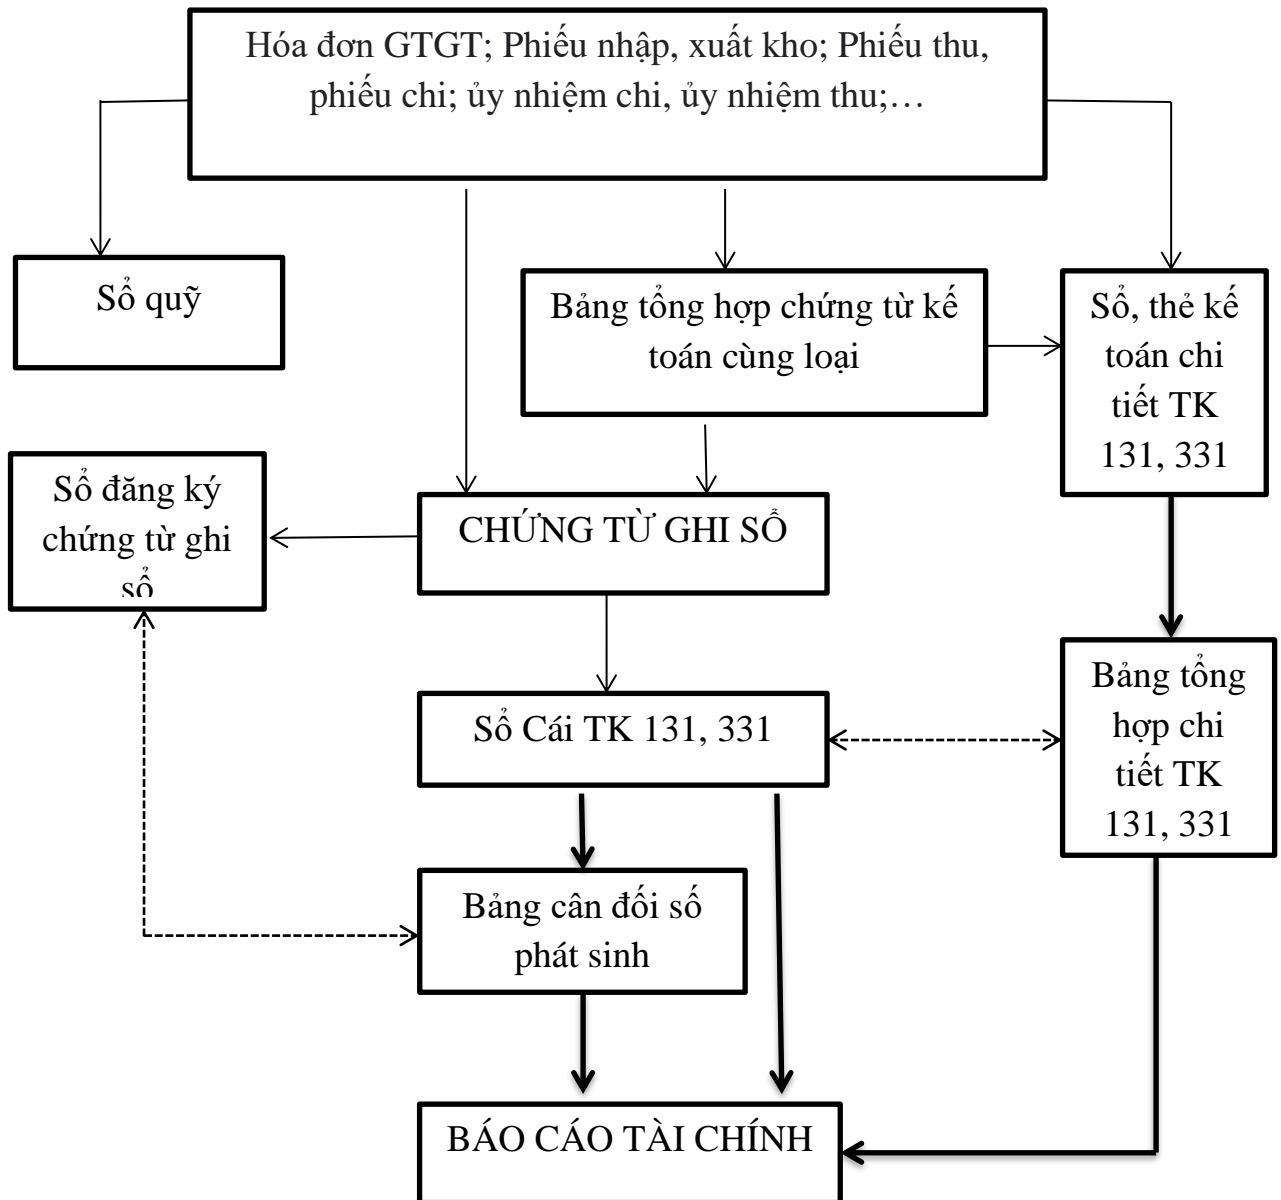 Hóa đơn GTGT; Phiếu nhập, xuất kho; Phiếu thu,
phiếu chi; ủy nhiệm chi, ủy nhiệm thu;…
Sổ quỹ
Bảng tổng hợp chứng từ kế
toán cùng loại
Sổ, thẻ kế
toán chi
tiết TK
131, 331
Sổ đăng ký
chứng từ ghi
sổ
CHỨNG TỪ GHI SỔ
Sổ Cái TK 131, 331
Bảng tổng
hợp chi
tiết TK
131, 331
Bảng cân đối số
phát sinh
BÁO CÁO TÀI CHÍNH